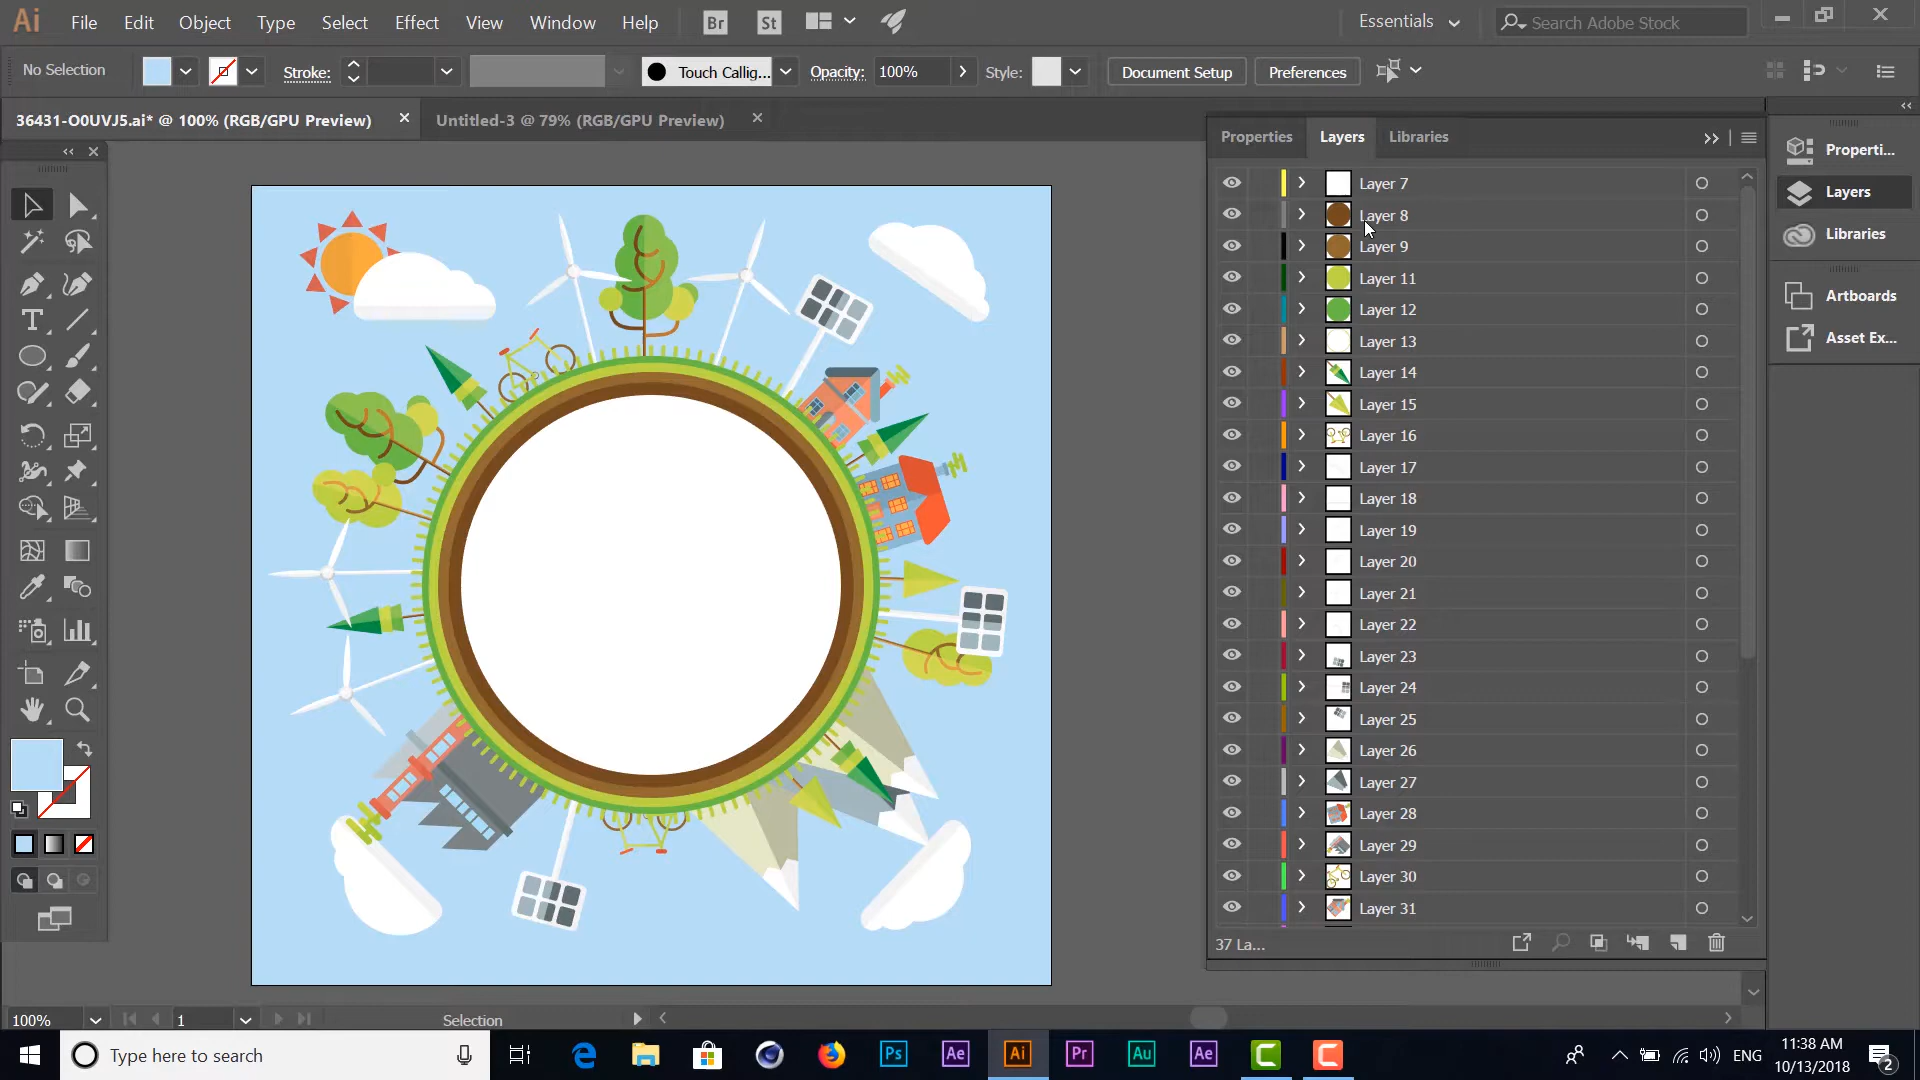 Ai File Edit Object Type Select Effect View Window Help Br St Essentials Search Adobe Stock
No Selection Stroke: Touch Callig... Opacity: 100% Style: Document Setup Preferences
36431-O0UVJ5.ai* @ 100% (RGB/GPU Preview) Untitled-3 @ 79% (RGB/GPU Preview)
Properties Layers Libraries
Layer 7
Layer 8
Layer 9
Layer 11
Layer 12
Layer 13
Layer 14
Layer 15
Layer 16
Layer 17
Layer 18
Layer 19
Layer 20
Layer 21
Layer 22
Layer 23
Layer 24
Layer 25
Layer 26
Layer 27
Layer 28
Layer 29
Layer 30
Layer 31
37 La...
Properti...
Layers
Libraries
Artboards
Asset Ex...
100% 1 Selection
Type here to search Ps Ae Ai Pr Au Ae ENG 11:38 AM
10/13/2018 2